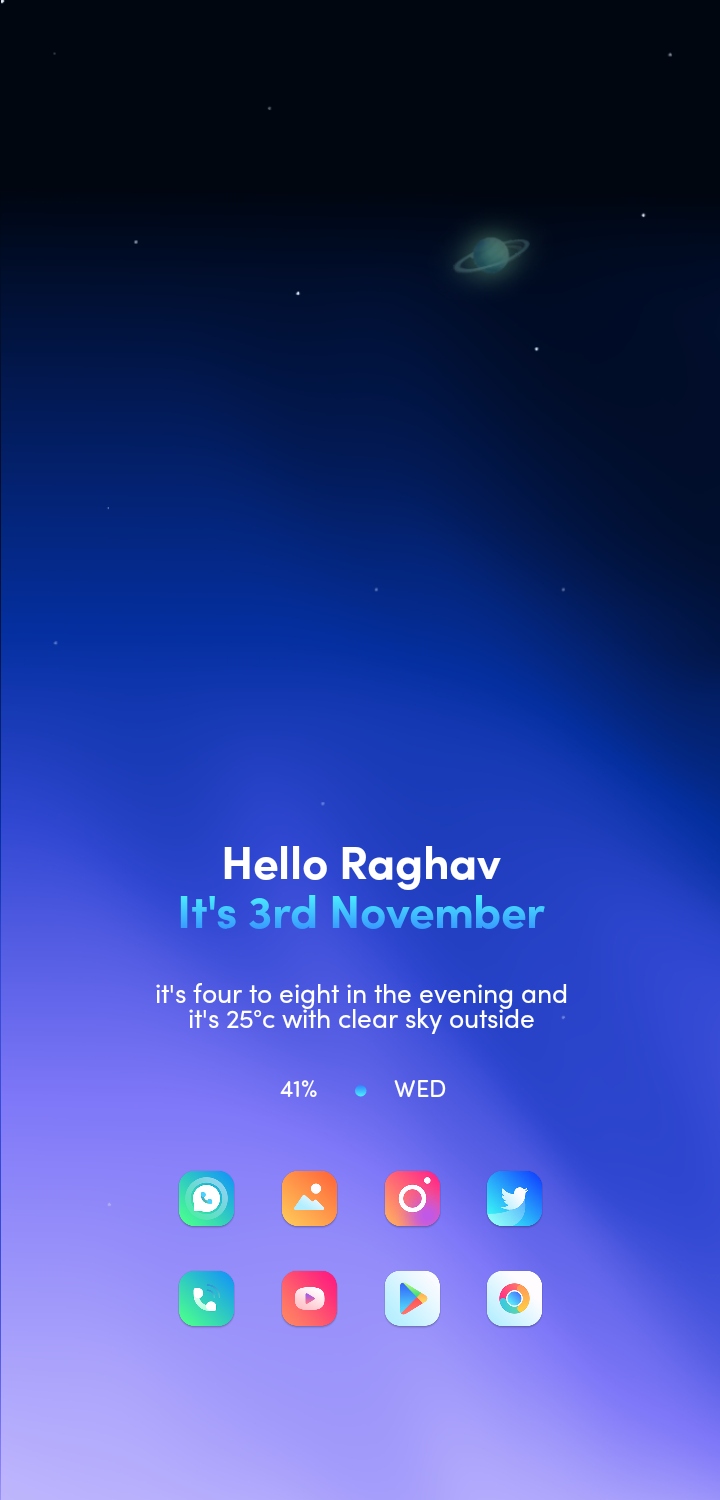 Hello Raghav
It's 3rd November
it's four to eight in the evening and
it's 25°c with clear sky outside
41% WED